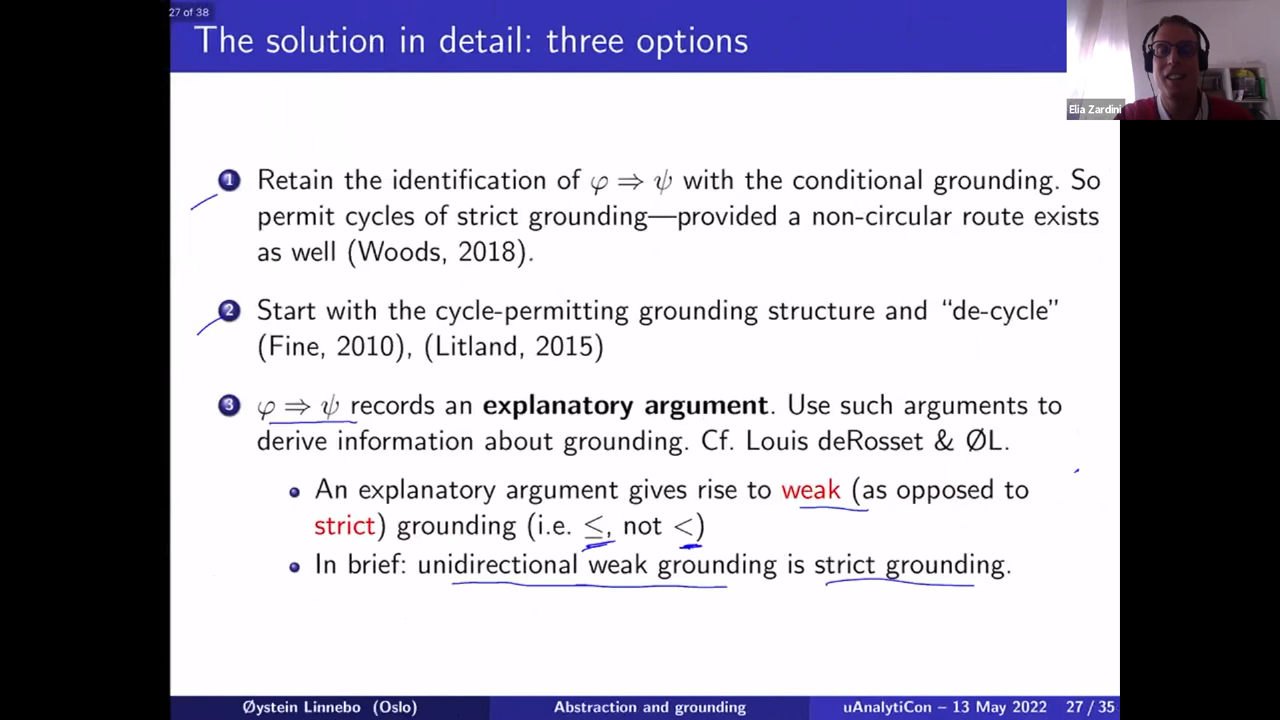 27 of 38
The solution in detail: three options
Elia Zardini
1 Retain the identification of φ ⇒ ψ with the conditional grounding. So
permit cycles of strict grounding—provided a non-circular route exists
as well (Woods, 2018).
2 Start with the cycle-permitting grounding structure and “de-cycle”
(Fine, 2010), (Litland, 2015)
3 φ ⇒ ψ records an explanatory argument. Use such arguments to
derive information about grounding. Cf. Louis deRosset & ØL.
• An explanatory argument gives rise to weak (as opposed to
strict) grounding (i.e. ≤, not <)
• In brief: unidirectional weak grounding is strict grounding.
Øystein Linnebo (Oslo) Abstraction and grounding uAnalytiCon – 13 May 2022 27 / 35